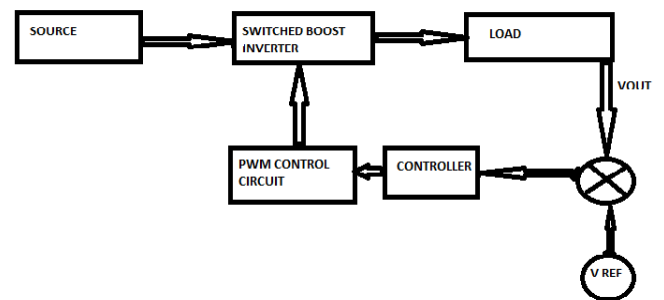 SOURCE
SWITCHED BOOST
INVERTER
LOAD
VOUT
PWM CONTROL
CIRCUIT
CONTROLLER
V REF